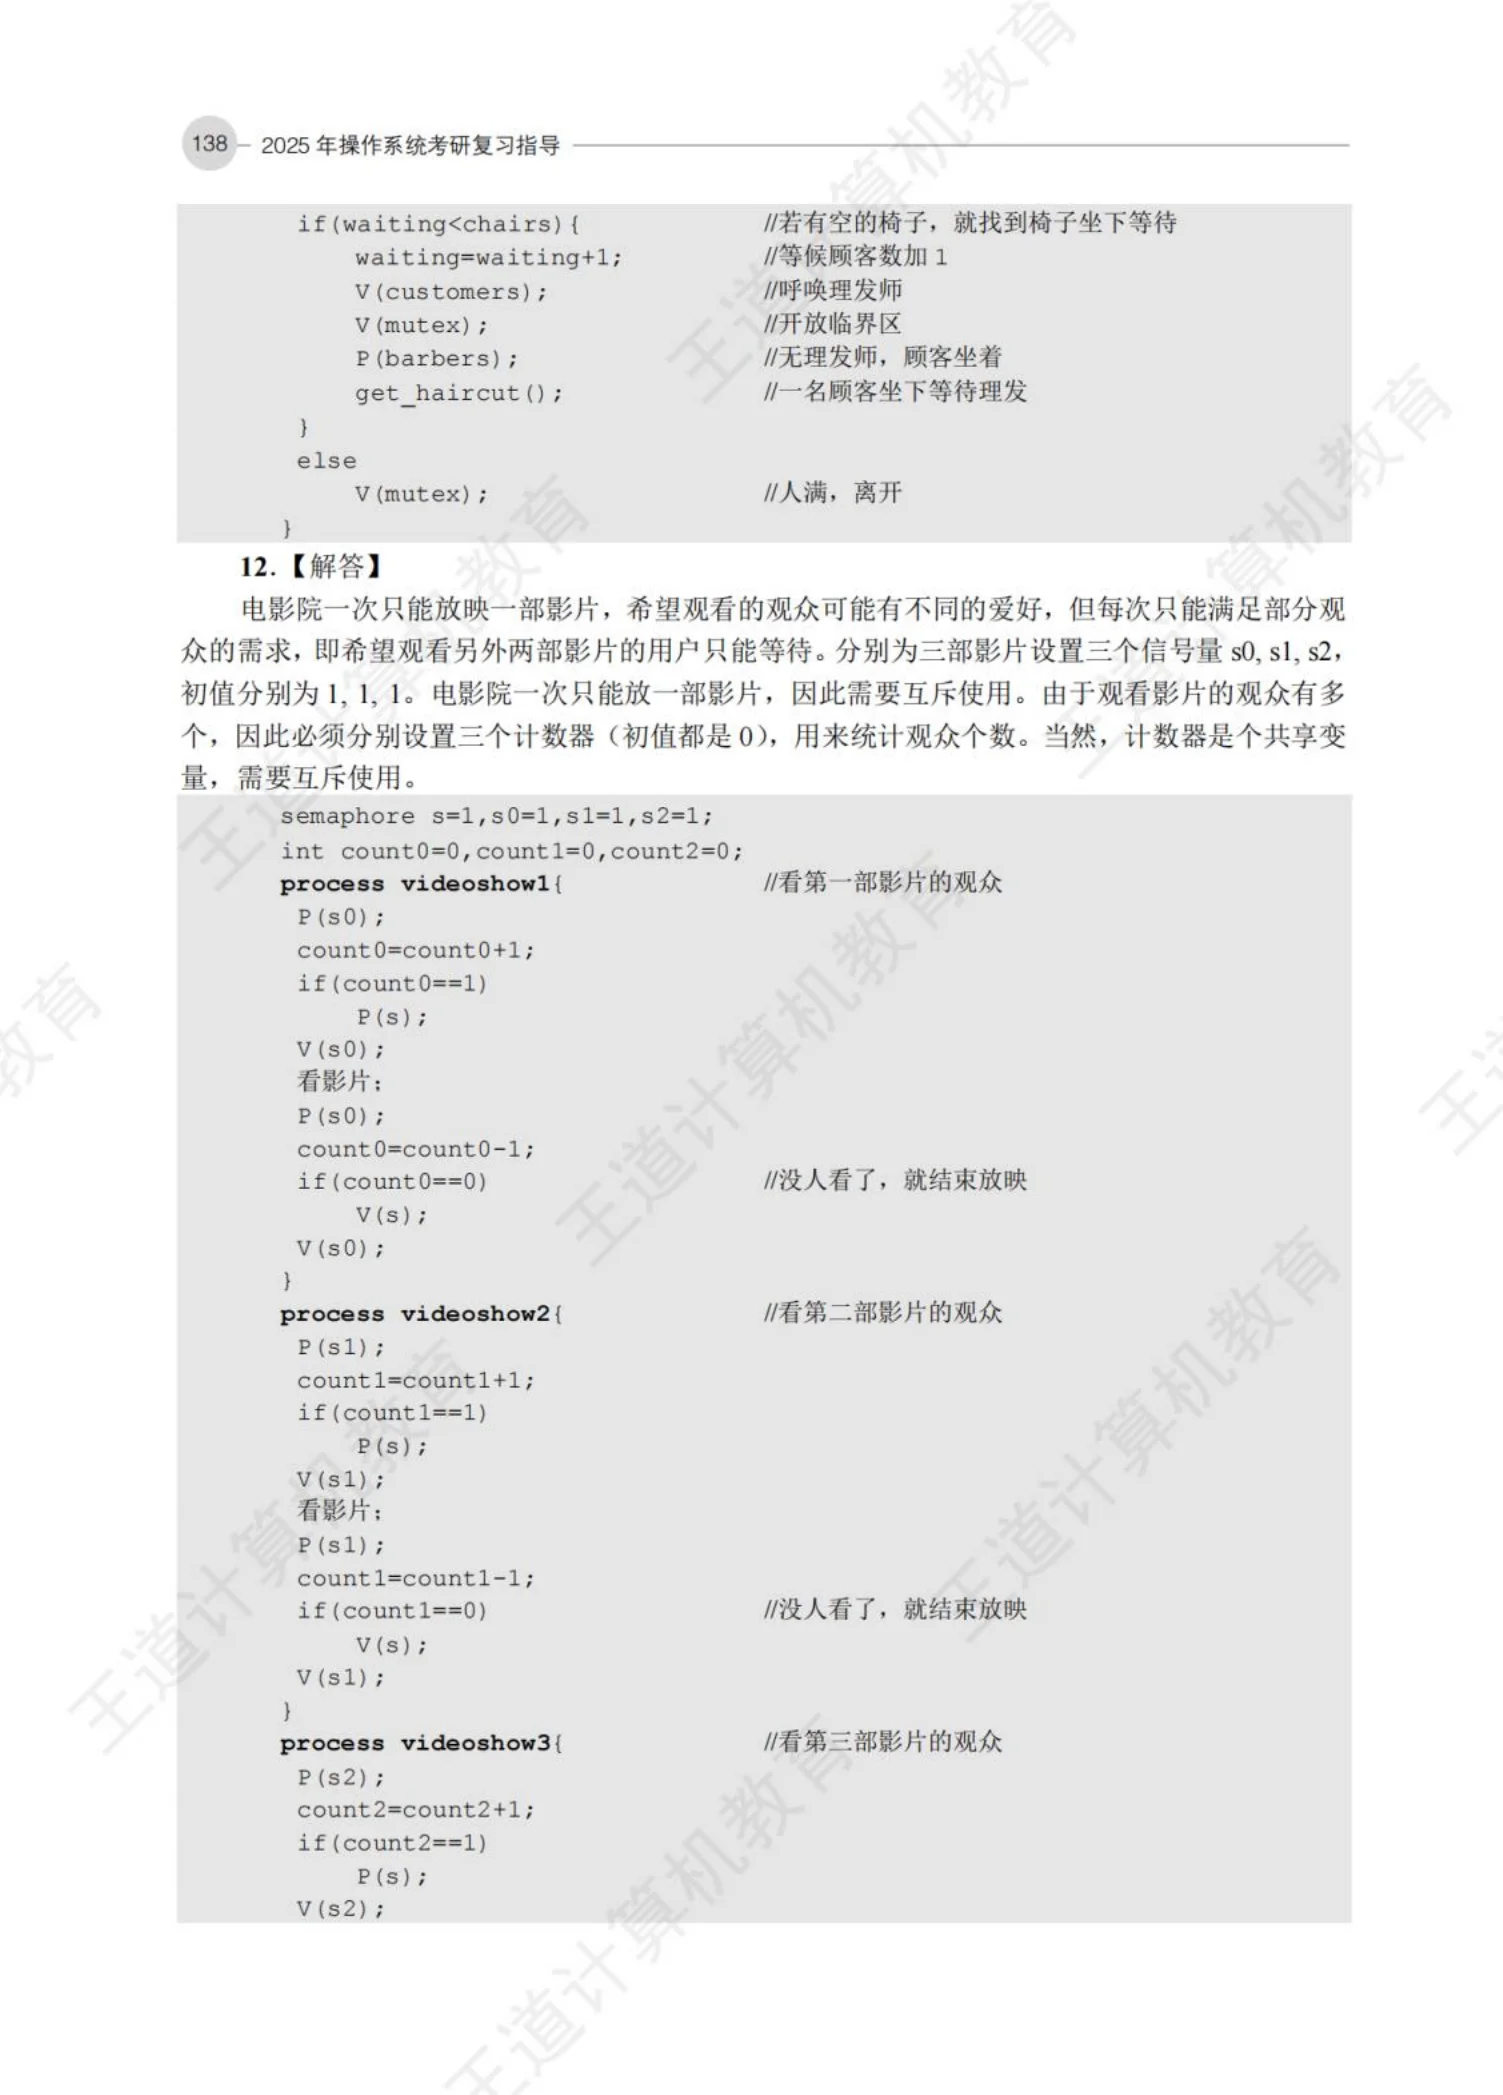 138 2025 年操作系统考研复习指导
if(waiting<chairs){ //若有空的椅子，就找到椅子坐下等待
waiting=waiting+1; //等候顾客数加 1
V(customers); //呼唤理发师
V(mutex); //开放临界区
P(barbers); //无理发师，顾客坐着
get_haircut(); //一名顾客坐下等待理发
}
else
V(mutex); //人满，离开
}
12.【解答】
电影院一次只能放映一部影片，希望观看的观众可能有不同的爱好，但每次只能满足部分观
众的需求，即希望观看另外两部影片的用户只能等待。分别为三部影片设置三个信号量 s0, s1, s2，
初值分别为 1, 1, 1。电影院一次只能放一部影片，因此需要互斥使用。由于观看影片的观众有多
个，因此必须分别设置三个计数器（初值都是 0），用来统计观众个数。当然，计数器是个共享变
量，需要互斥使用。
semaphore s=1,s0=1,s1=1,s2=1;
int count0=0,count1=0,count2=0;
process videoshow1{ //看第一部影片的观众
P(s0);
count0=count0+1;
if(count0==1)
P(s);
V(s0);
看影片;
P(s0);
count0=count0-1;
if(count0==0) //没人看了，就结束放映
V(s);
V(s0);
}
process videoshow2{ //看第二部影片的观众
P(s1);
count1=count1+1;
if(count1==1)
P(s);
V(s1);
看影片;
P(s1);
count1=count1-1;
if(count1==0) //没人看了，就结束放映
V(s);
V(s1);
}
process videoshow3{ //看第三部影片的观众
P(s2);
count2=count2+1;
if(count2==1)
P(s);
V(s2);
王道计算机教育